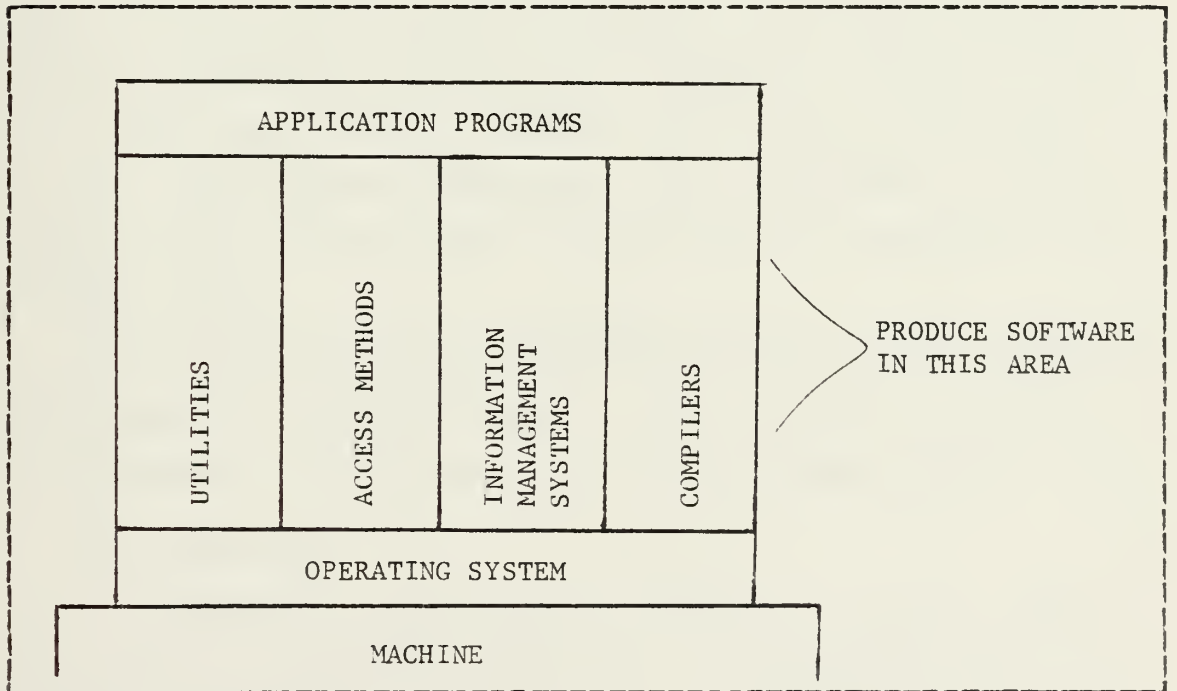 APPLICATION PROGRAMS
UTILITIES
ACCESS METHODS
INFORMATION
MANAGEMENT
SYSTEMS
COMPILERS
PRODUCE SOFTWARE
IN THIS AREA
OPERATING SYSTEM
MACHINE